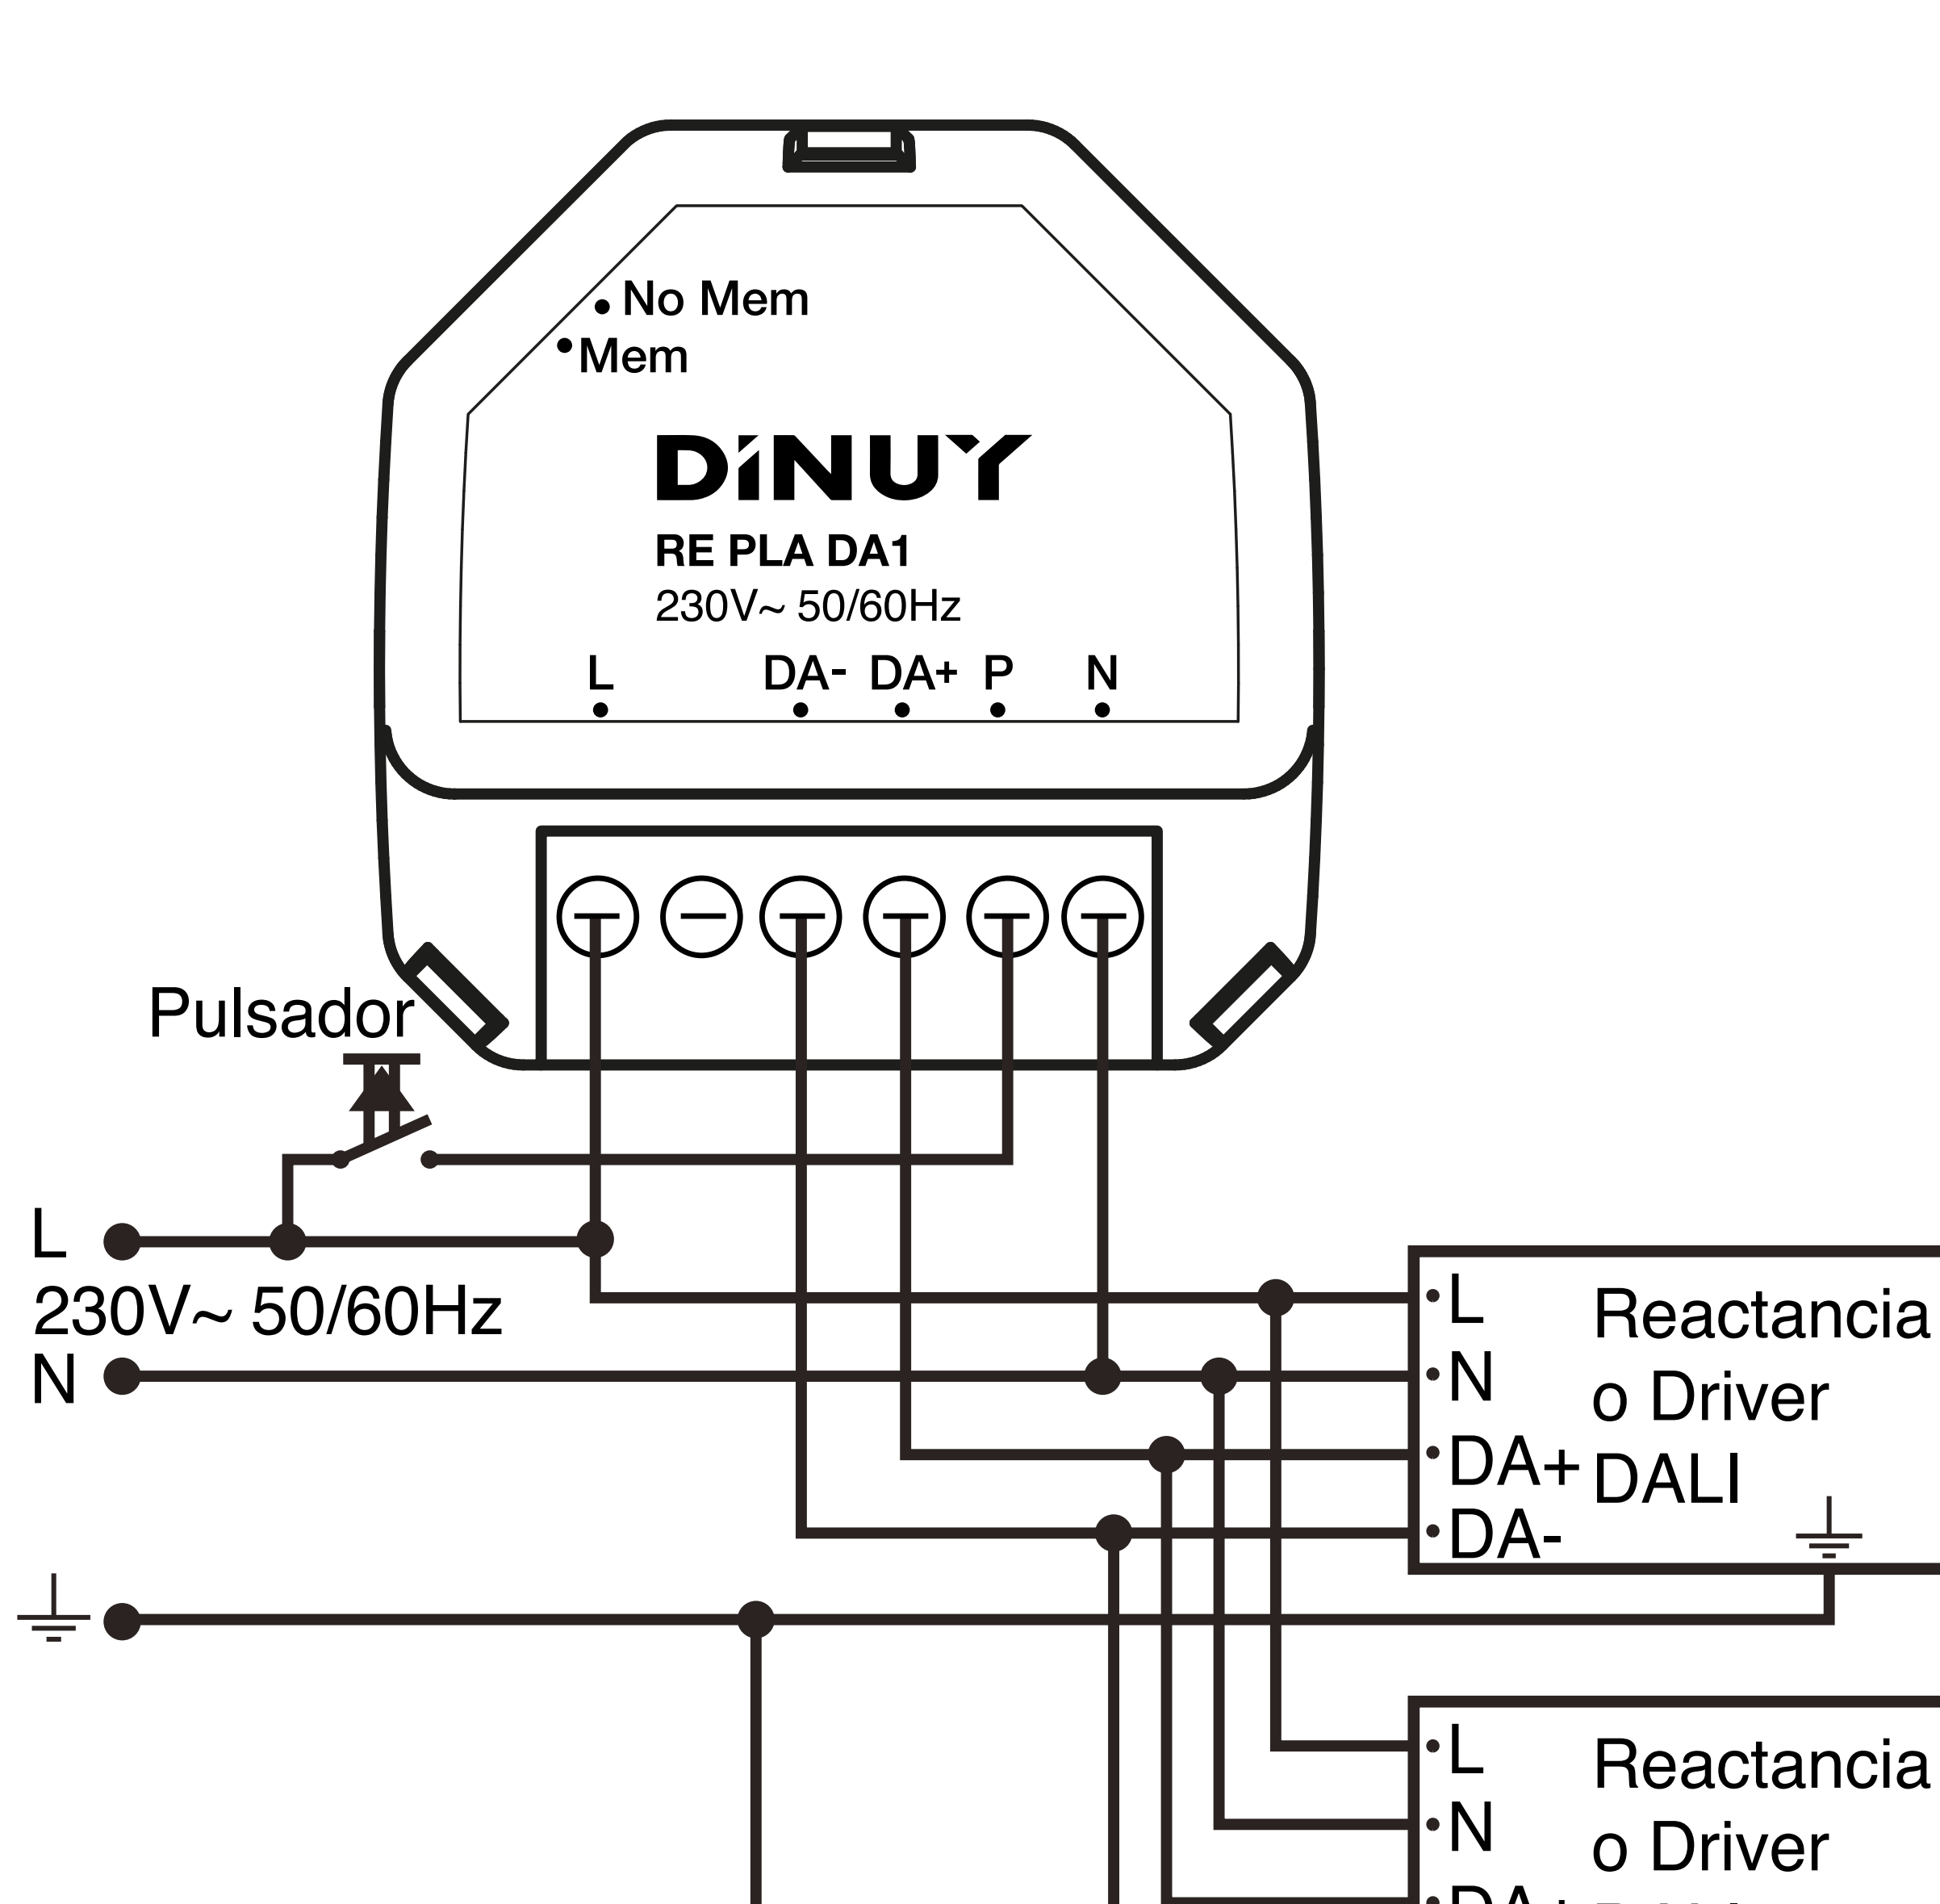 No Mem
Mem
DiNUY
RE PLA DA1
230V~ 50/60Hz
L DA- DA+ P N
Pulsador
L
230V~ 50/60Hz
N
L Reactancia
N o Driver
DA+ DALI
DA-
L Reactancia
N o Driver